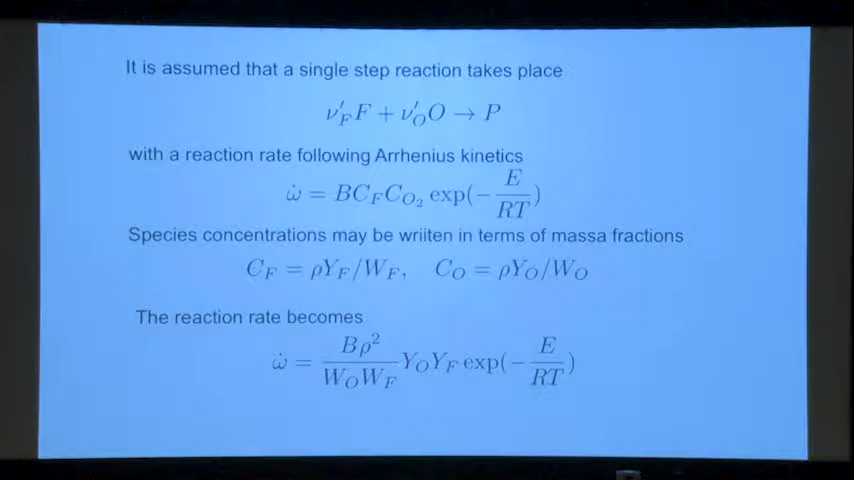 It is assumed that a single step reaction takes place
ν′_F F + ν′_O O → P
with a reaction rate following Arrhenius kinetics
ω̇ = BC_F C_{O_2} exp(−E/RT)
Species concentrations may be wriiten in terms of massa fractions
C_F = ρY_F/W_F, C_O = ρY_O/W_O
The reaction rate becomes
ω̇ = Bρ²/W_O W_F Y_O Y_F exp(−E/RT)